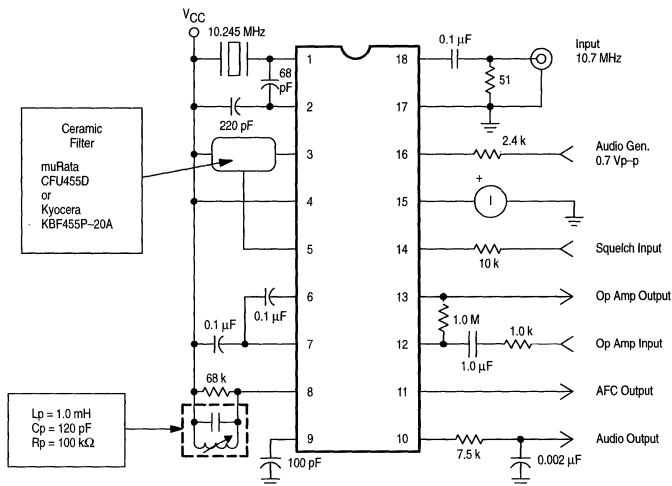 VCC
10.245 MHz
68
pF
220 pF
Ceramic
Filter
muRata
CFU455D
or
Kyocera
KBF455P–20A
0.1 µF
0.1 µF
68 k
Lp = 1.0 mH
Cp = 120 pF
Rp = 100 kΩ
100 pF
1
2
3
4
5
6
7
8
9
18
17
16
15
14
13
12
11
10
0.1 µF
51
Input
10.7 MHz
2.4 k
Audio Gen.
0.7 Vp–p
+
I
10 k
Squelch Input
Op Amp Output
1.0 M
1.0 k
1.0 µF
Op Amp Input
AFC Output
7.5 k
0.002 µF
Audio Output